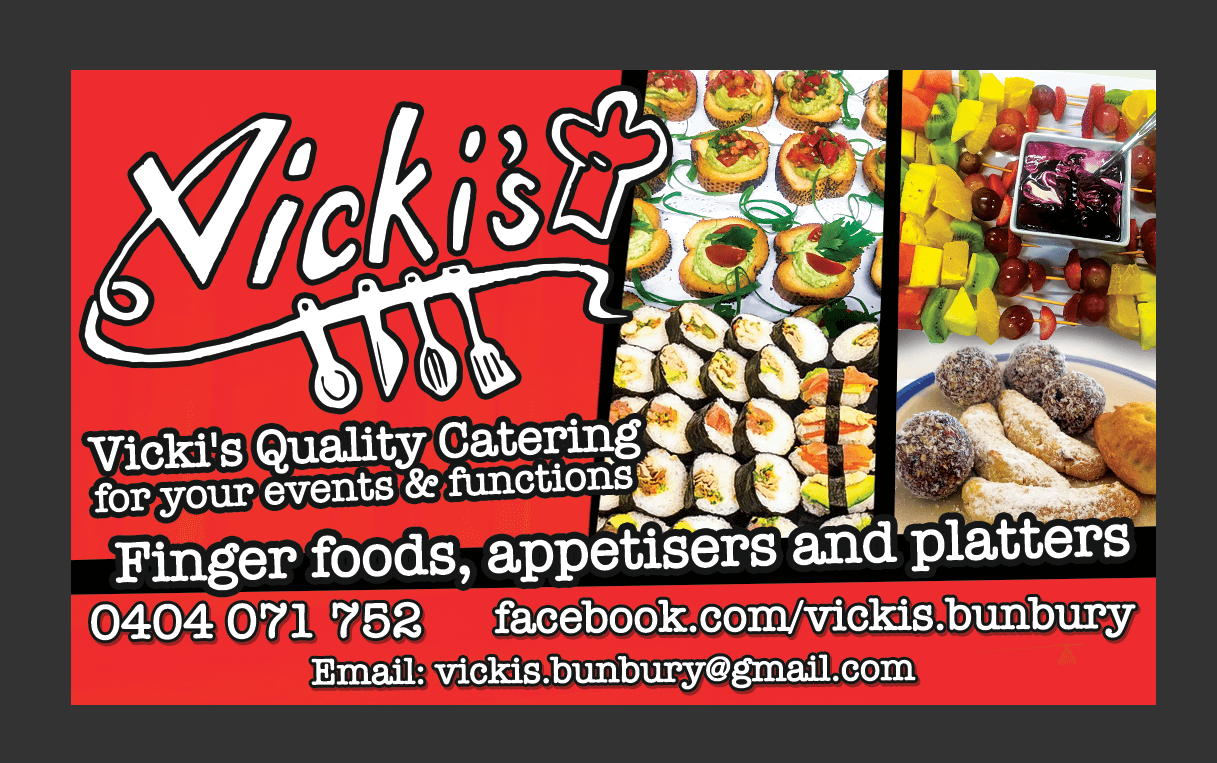 Vicki's
Vicki's Quality Catering
for your events & functions
Finger foods, appetisers and platters
0404 071 752 facebook.com/vickis.bunbury
Email: vickis.bunbury@gmail.com